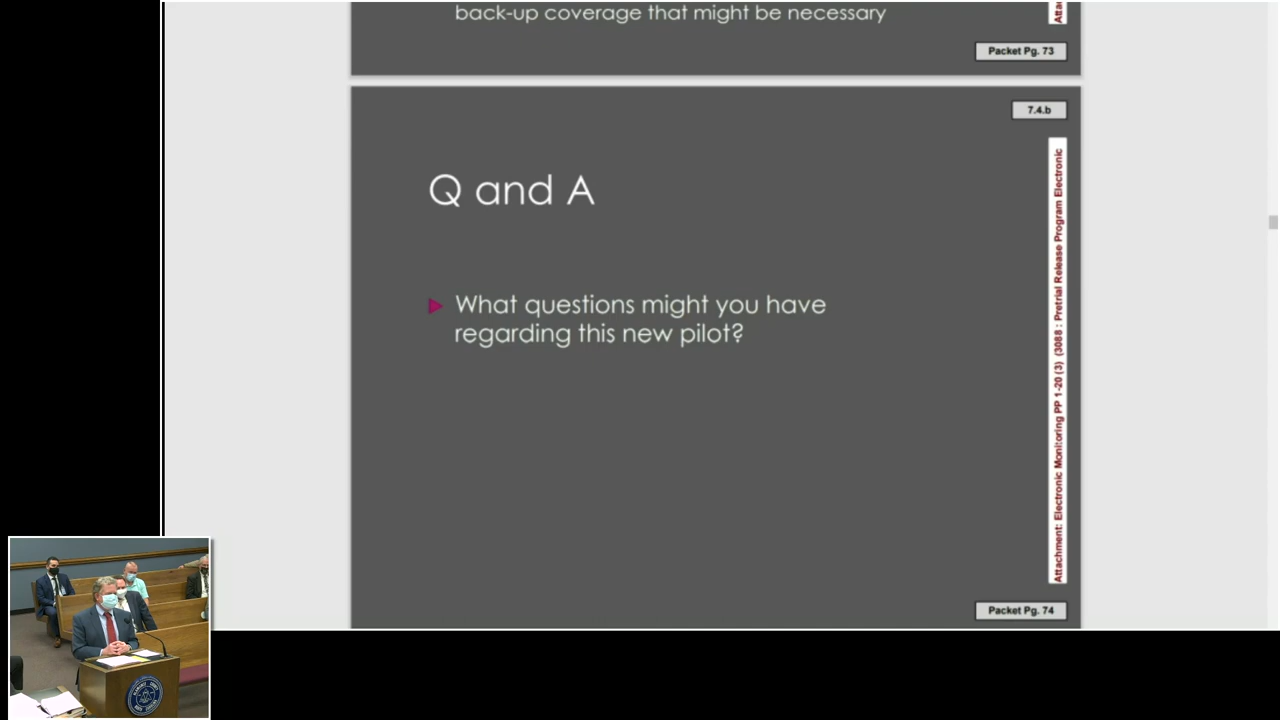 back-up coverage that might be necessary
Atta
Packet Pg. 73
7.4.b
Q and A
What questions might you have
regarding this new pilot?
Attachment: Electronic Monitoring PP 1-20 (3) (3088 : Pretrial Release Program Electronic
Packet Pg. 74